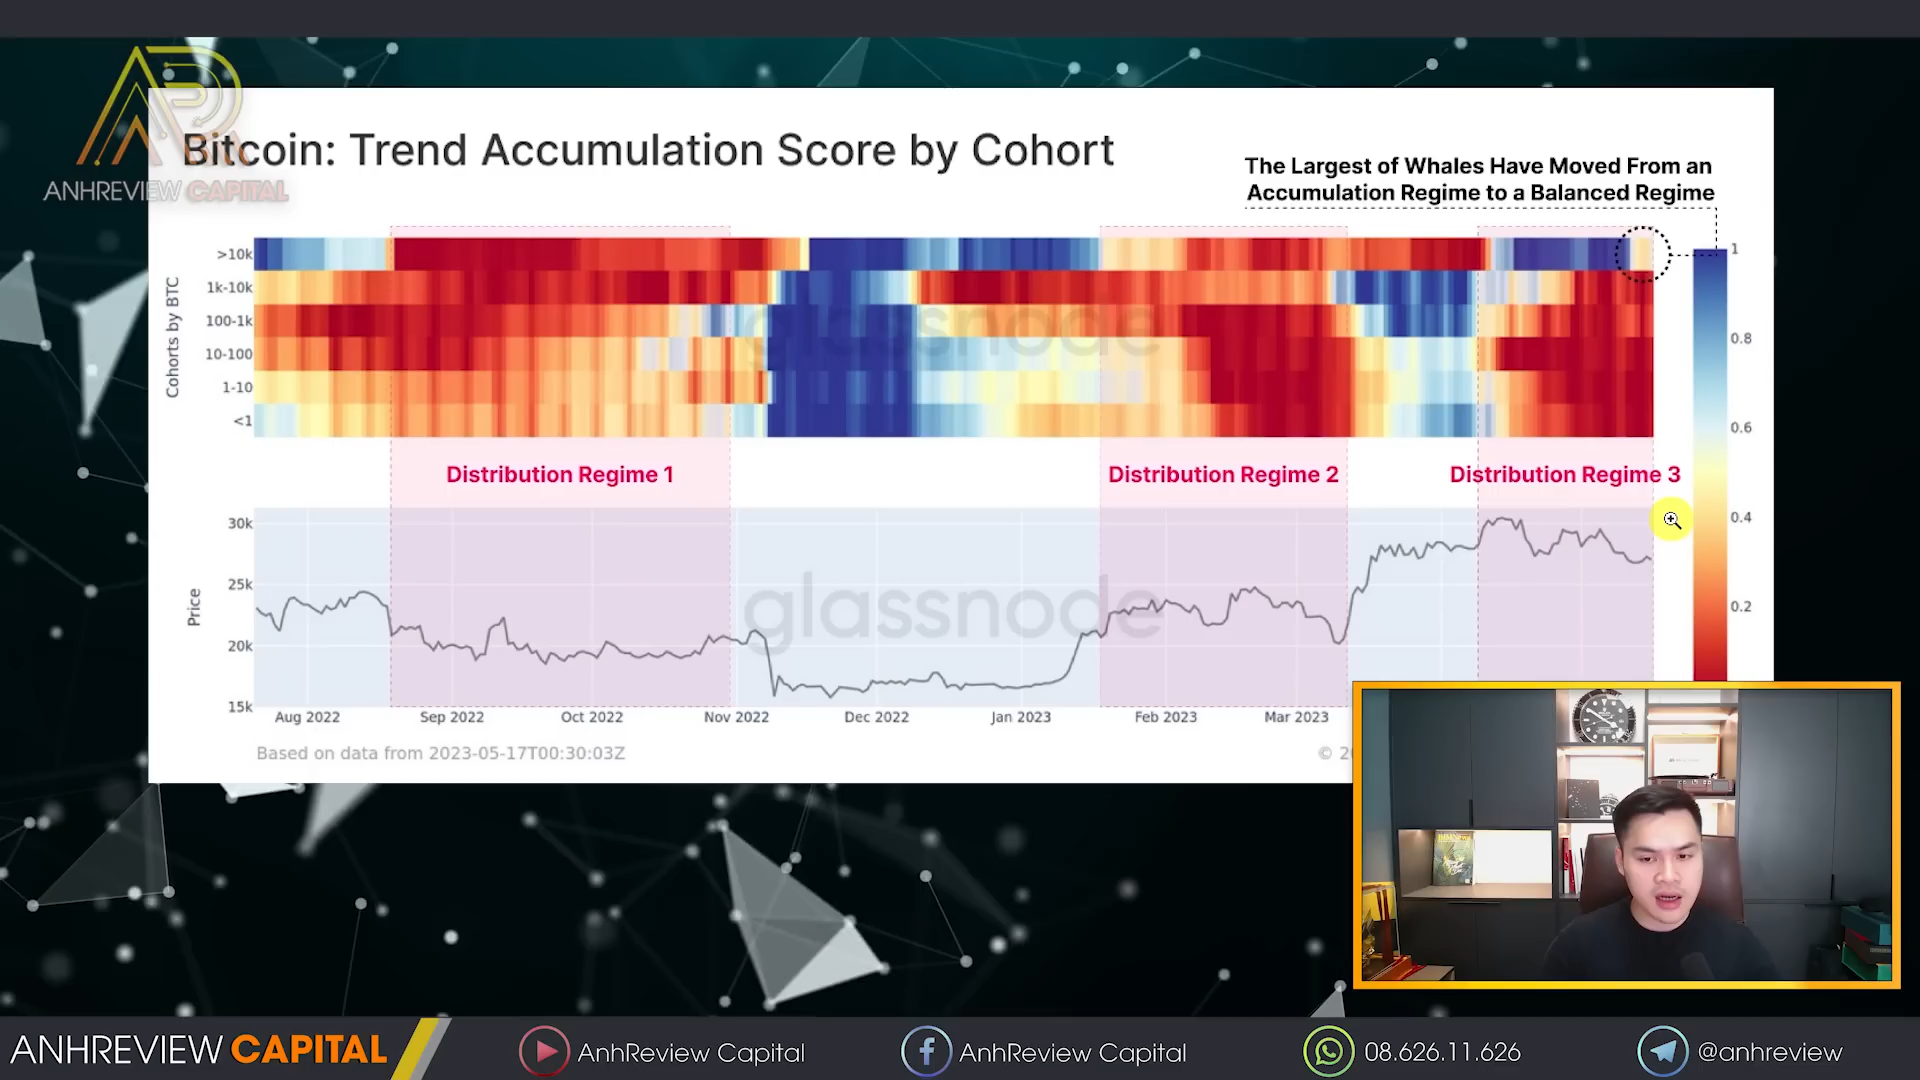 ANHREVIEW CAPITAL
Bitcoin: Trend Accumulation Score by Cohort
The Largest of Whales Have Moved From an
Accumulation Regime to a Balanced Regime
Cohorts by BTC
>10k
1k-10k
100-1k
10-100
1-10
<1
glassnode
1
0.8
0.6
0.4
0.2
Distribution Regime 1
Distribution Regime 2
Distribution Regime 3
Price
30k
25k
20k
15k
glassnode
Aug 2022
Sep 2022
Oct 2022
Nov 2022
Dec 2022
Jan 2023
Feb 2023
Mar 2023
Based on data from 2023-05-17T00:30:03Z
© 2
ANHREVIEW CAPITAL
AnhReview Capital
AnhReview Capital
08.626.11.626
@anhreview